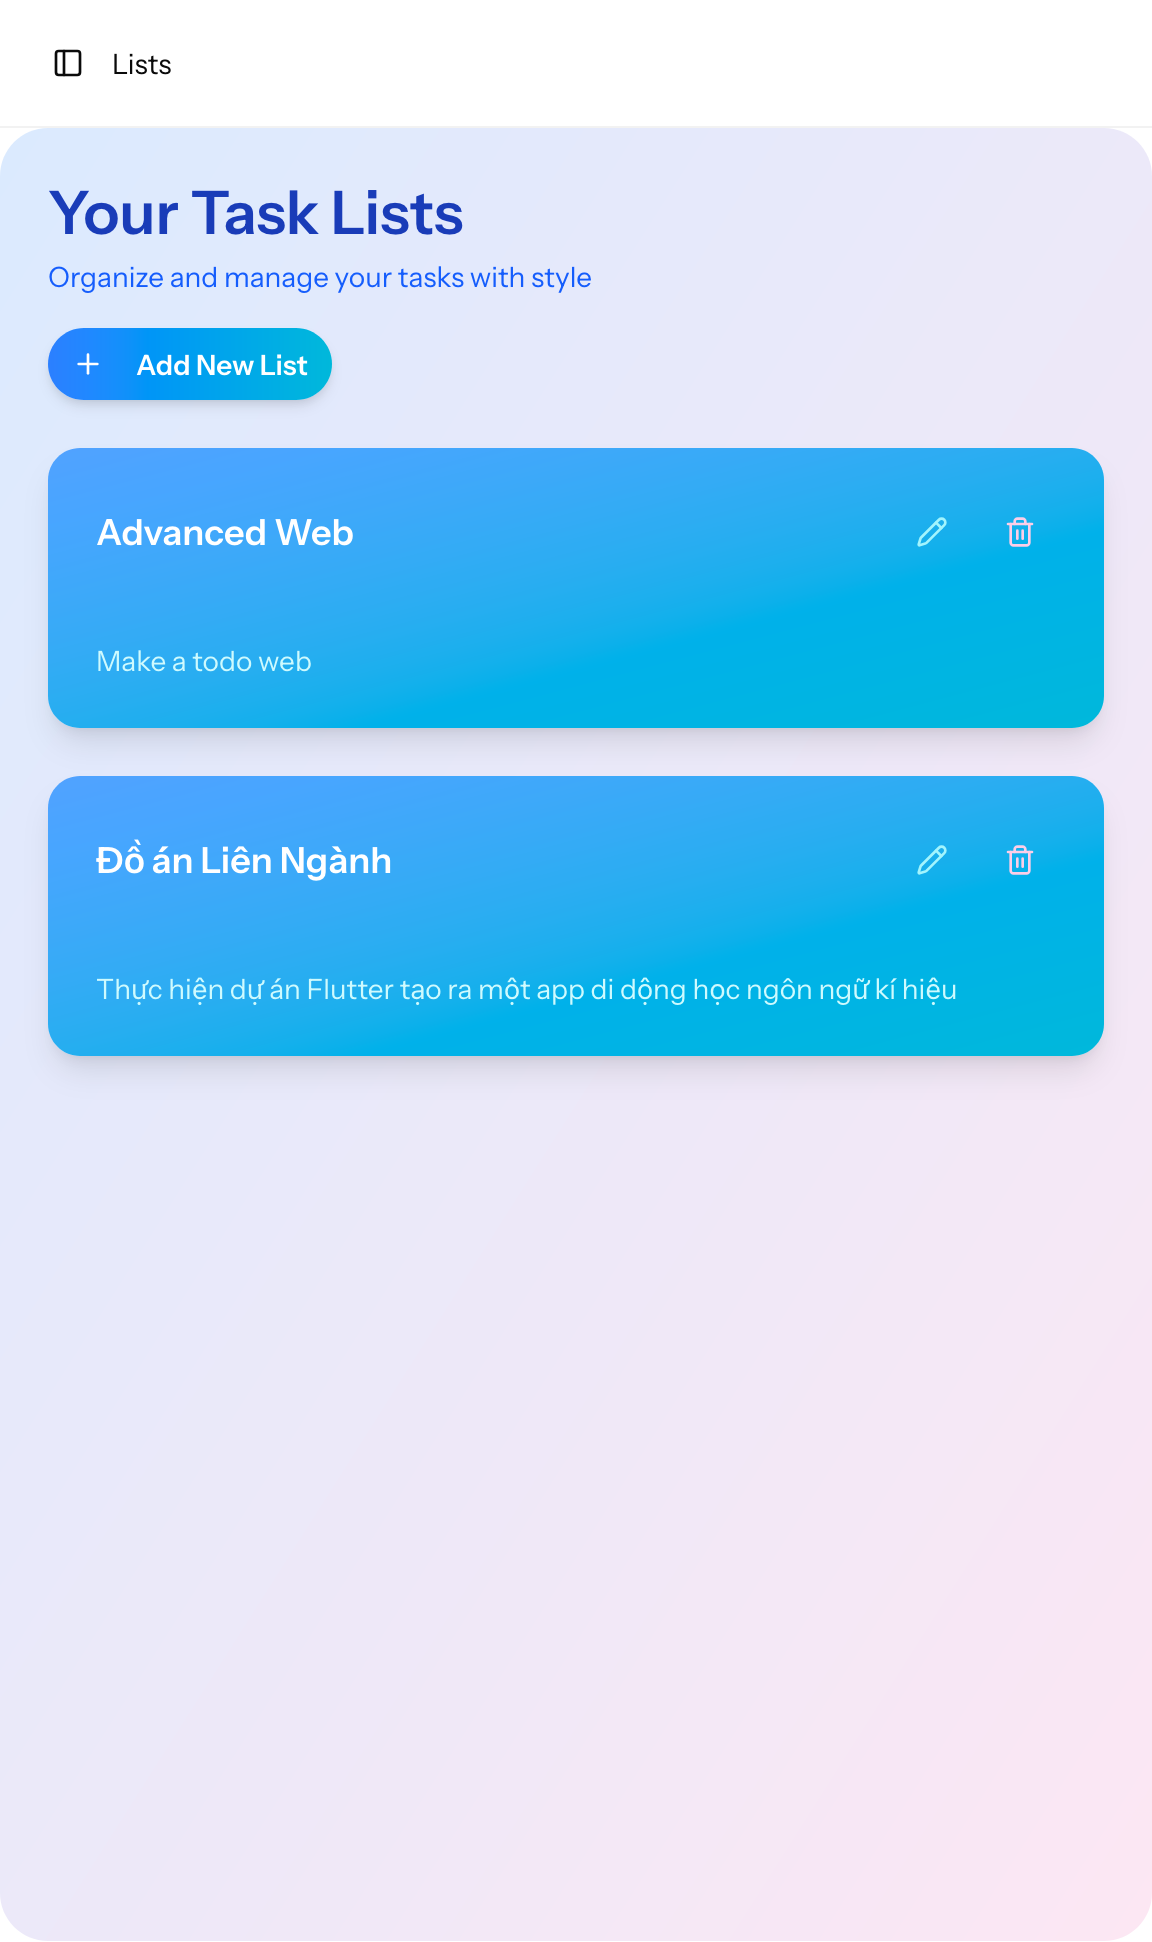 Lists
Your Task Lists
Organize and manage your tasks with style
Add New List
Advanced Web
Make a todo web
Đồ án Liên Ngành
Thực hiện dự án Flutter tạo ra một app di dộng học ngôn ngữ kí hiệu